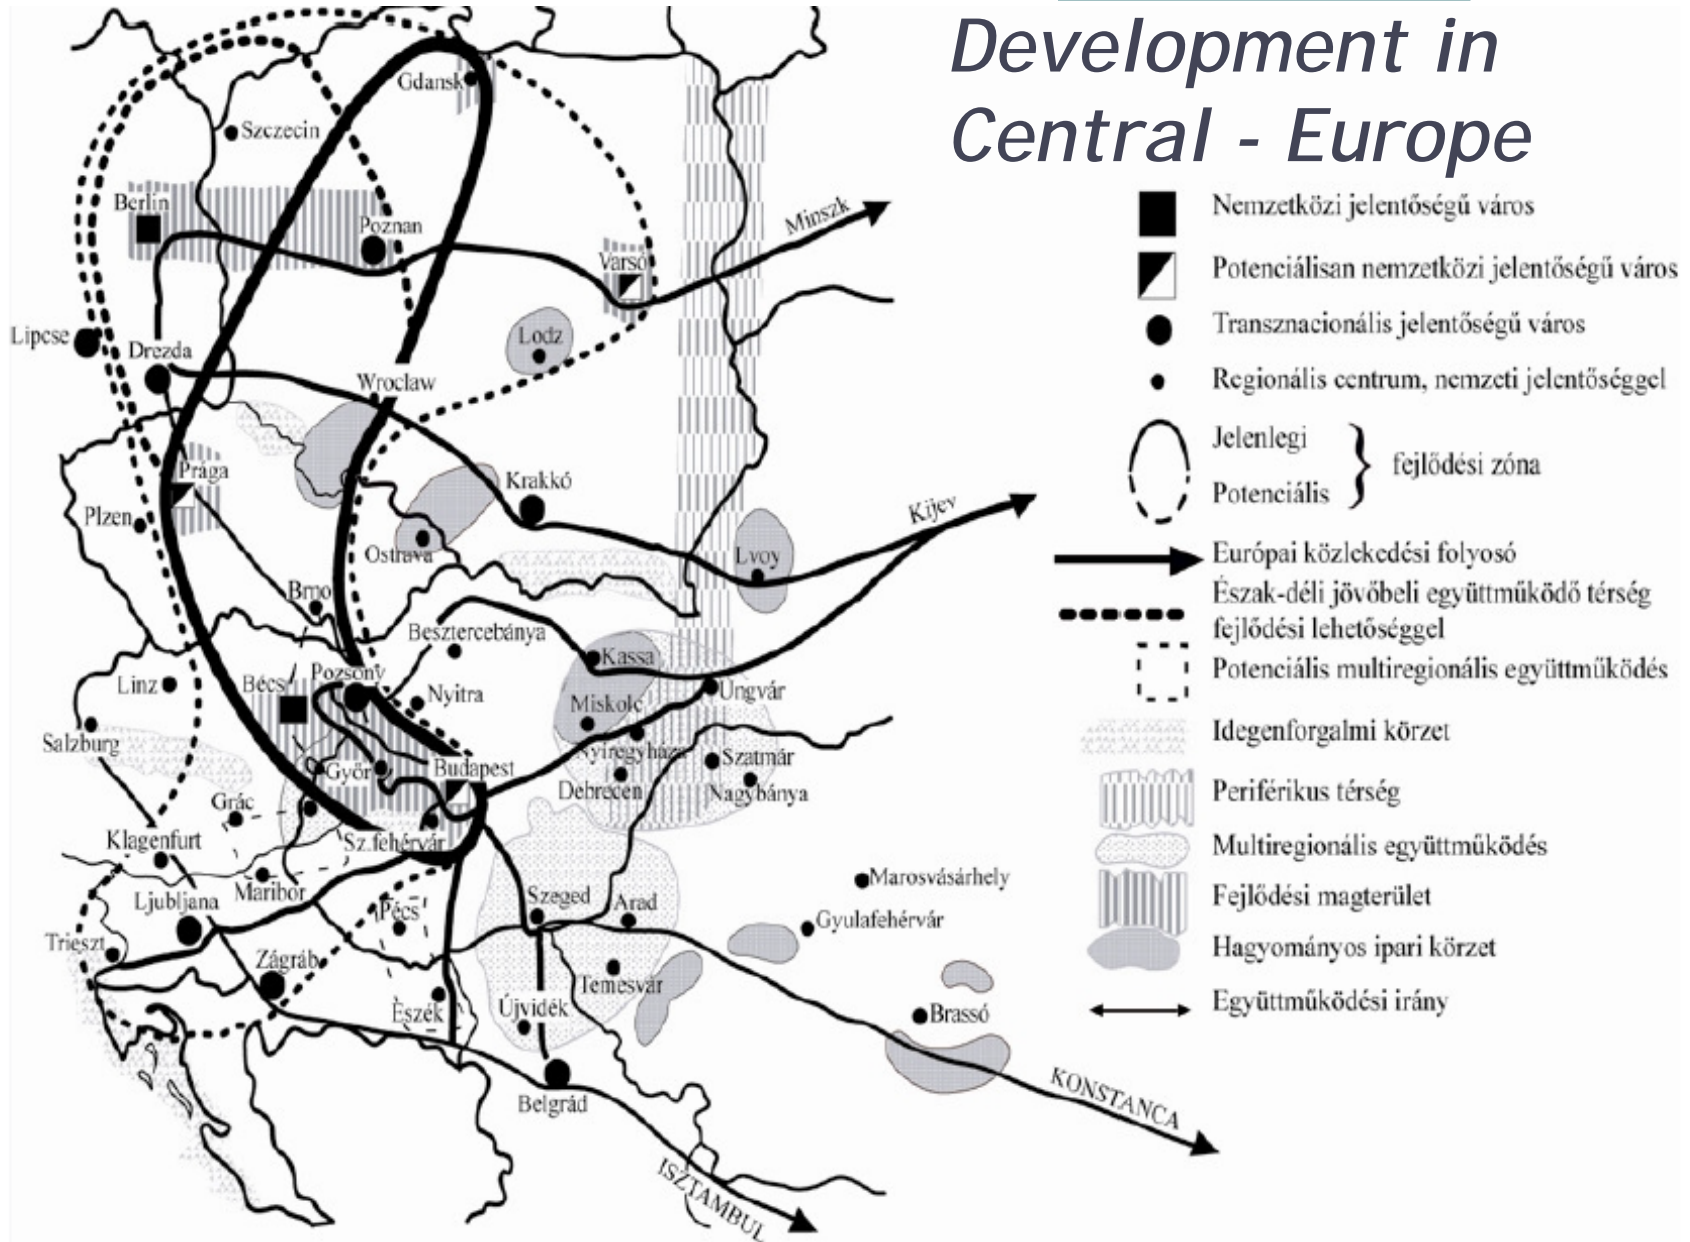 Development in
Central - Europe
Gdansk
Szczecin
Berlin
Poznan
Minszk
Varsó
Lipcse
Drezda
Lodz
Wroclaw
Prága
Krakkó
Plzen
Kijev
Ostrava
Lvoy
Brno
Besztercebánya
Kassa
Linz
Bécs
Pozsony
Nyitra
Ungvár
Miskolc
Salzburg
Nyíregyháza
Szatmár
Győr
Budapest
Debrecen
Nagybánya
Grác
Klagenfurt
Sz.fehérvár
Maribor
Ljubljana
Pécs
Szeged
Arad
Marosvásárhely
Gyulafehérvár
Trieszt
Zágráb
Temesvár
Èszék
Újvidék
Brassó
Belgrád
KONSTANCA
ISZTAMBUL
Nemzetközi jelentőségű város
Potenciálisan nemzetközi jelentőségű város
Transznacionális jelentőségű város
Regionális centrum, nemzeti jelentőséggel
Jelenlegi
Potenciális
fejlődési zóna
Európai közlekedési folyosó
Észak-déli jövőbeli együttműködő térség
fejlődési lehetőséggel
Potenciális multiregionális együttműködés
Idegenforgalmi körzet
Periférikus térség
Multiregionális együttműködés
Fejlődési magterület
Hagyományos ipari körzet
Együttműködési irány